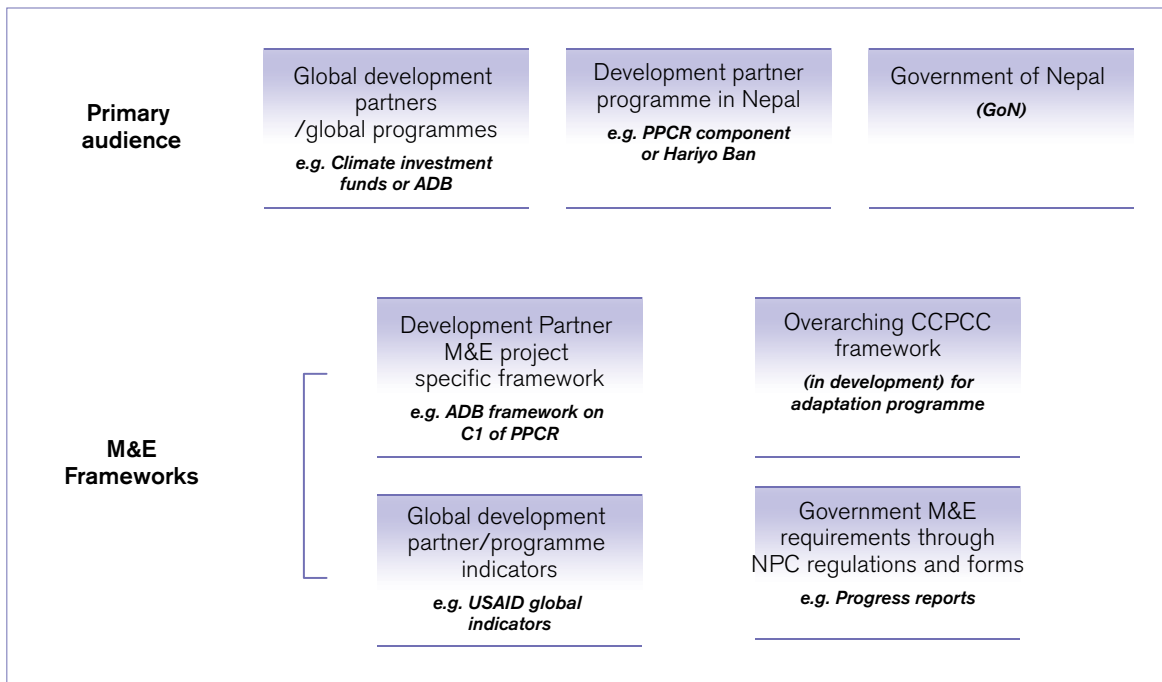 Primary
audience
Global development
partners
/global programmes
e.g. Climate investment
funds or ADB
Development partner
programme in Nepal
e.g. PPCR component
or Hariyo Ban
Government of Nepal
(GoN)
M&E
Frameworks
Development Partner
M&E project
specific framework
e.g. ADB framework on
C1 of PPCR
Overarching CCPCC
framework
(in development) for
adaptation programme
Global development
partner/programme
indicators
e.g. USAID global
indicators
Government M&E
requirements through
NPC regulations and forms
e.g. Progress reports